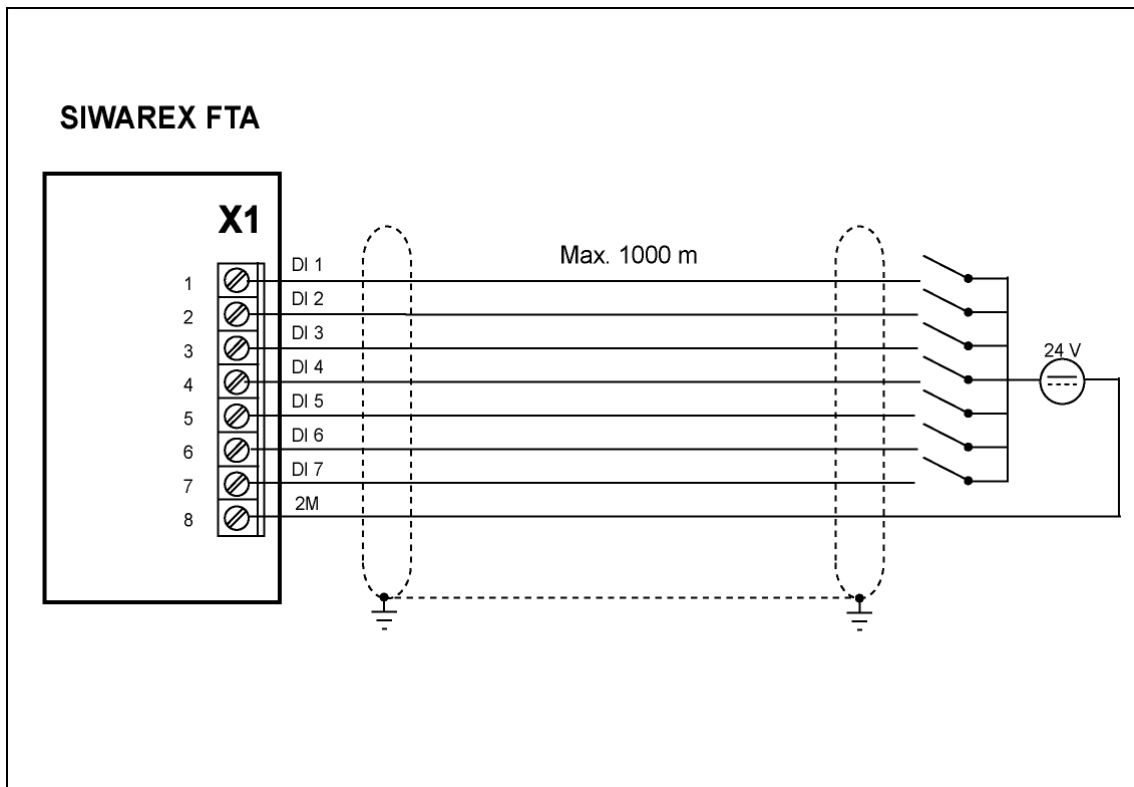 SIWAREX FTA
X1
Max. 1000 m
1 DI 1
2 DI 2
3 DI 3
24 V
4 DI 4
5 DI 5
6 DI 6
7 DI 7
8 2M